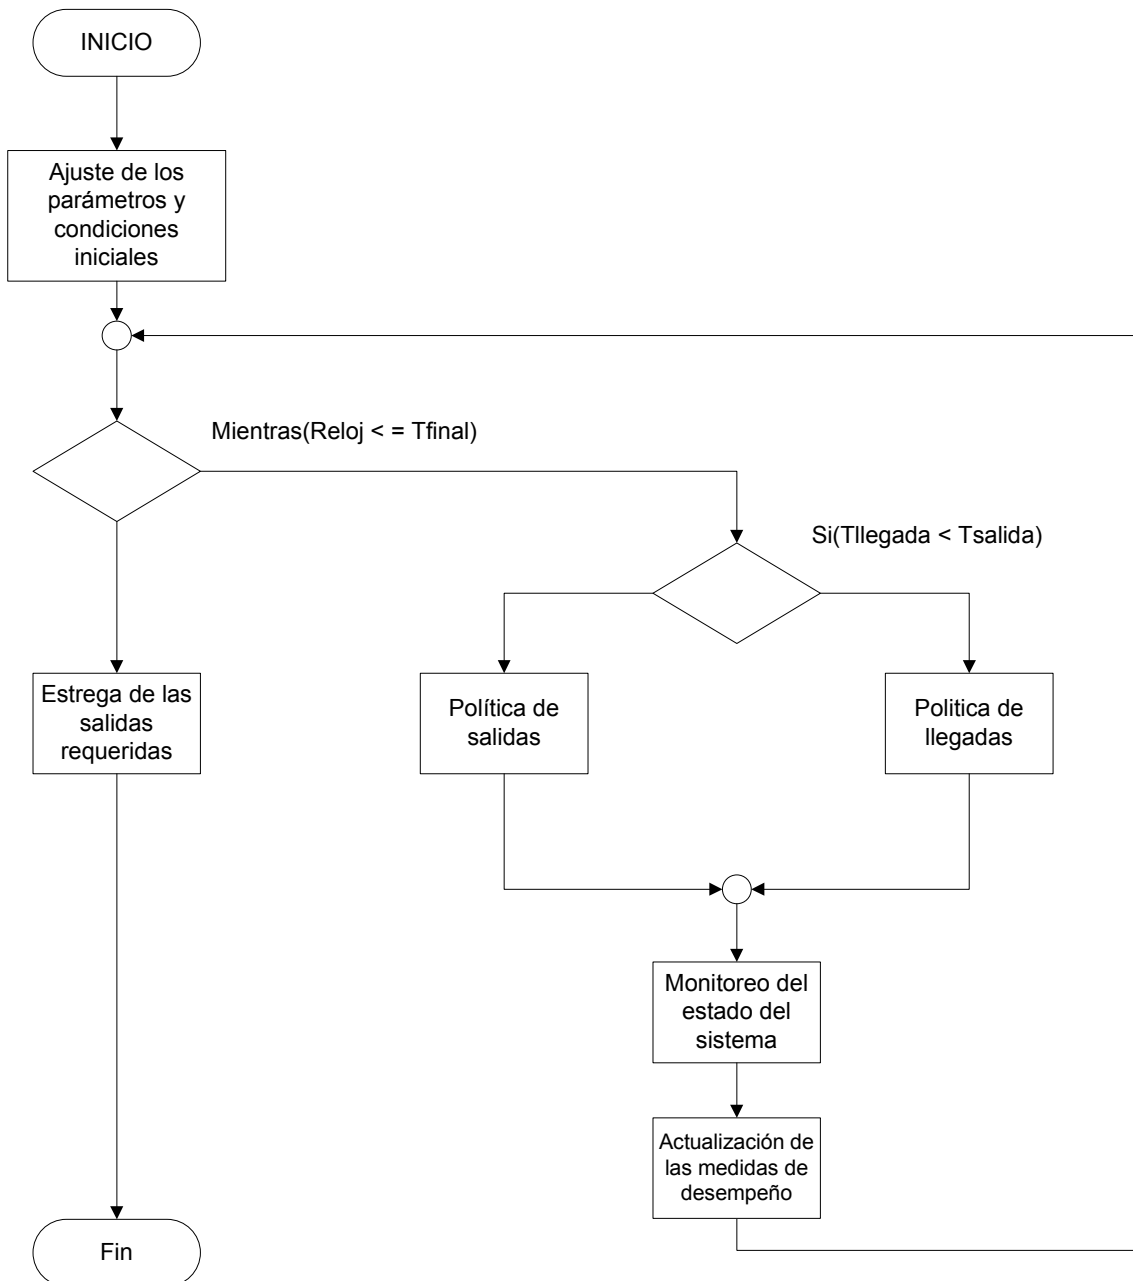 INICIO
Ajuste de los
parámetros y
condiciones
iniciales
Mientras(Reloj < = Tfinal)
Si(Tllegada < Tsalida)
Estrega de las
salidas
requeridas
Política de
salidas
Politica de
llegadas
Monitoreo del
estado del
sistema
Actualización de
las medidas de
desempeño
Fin